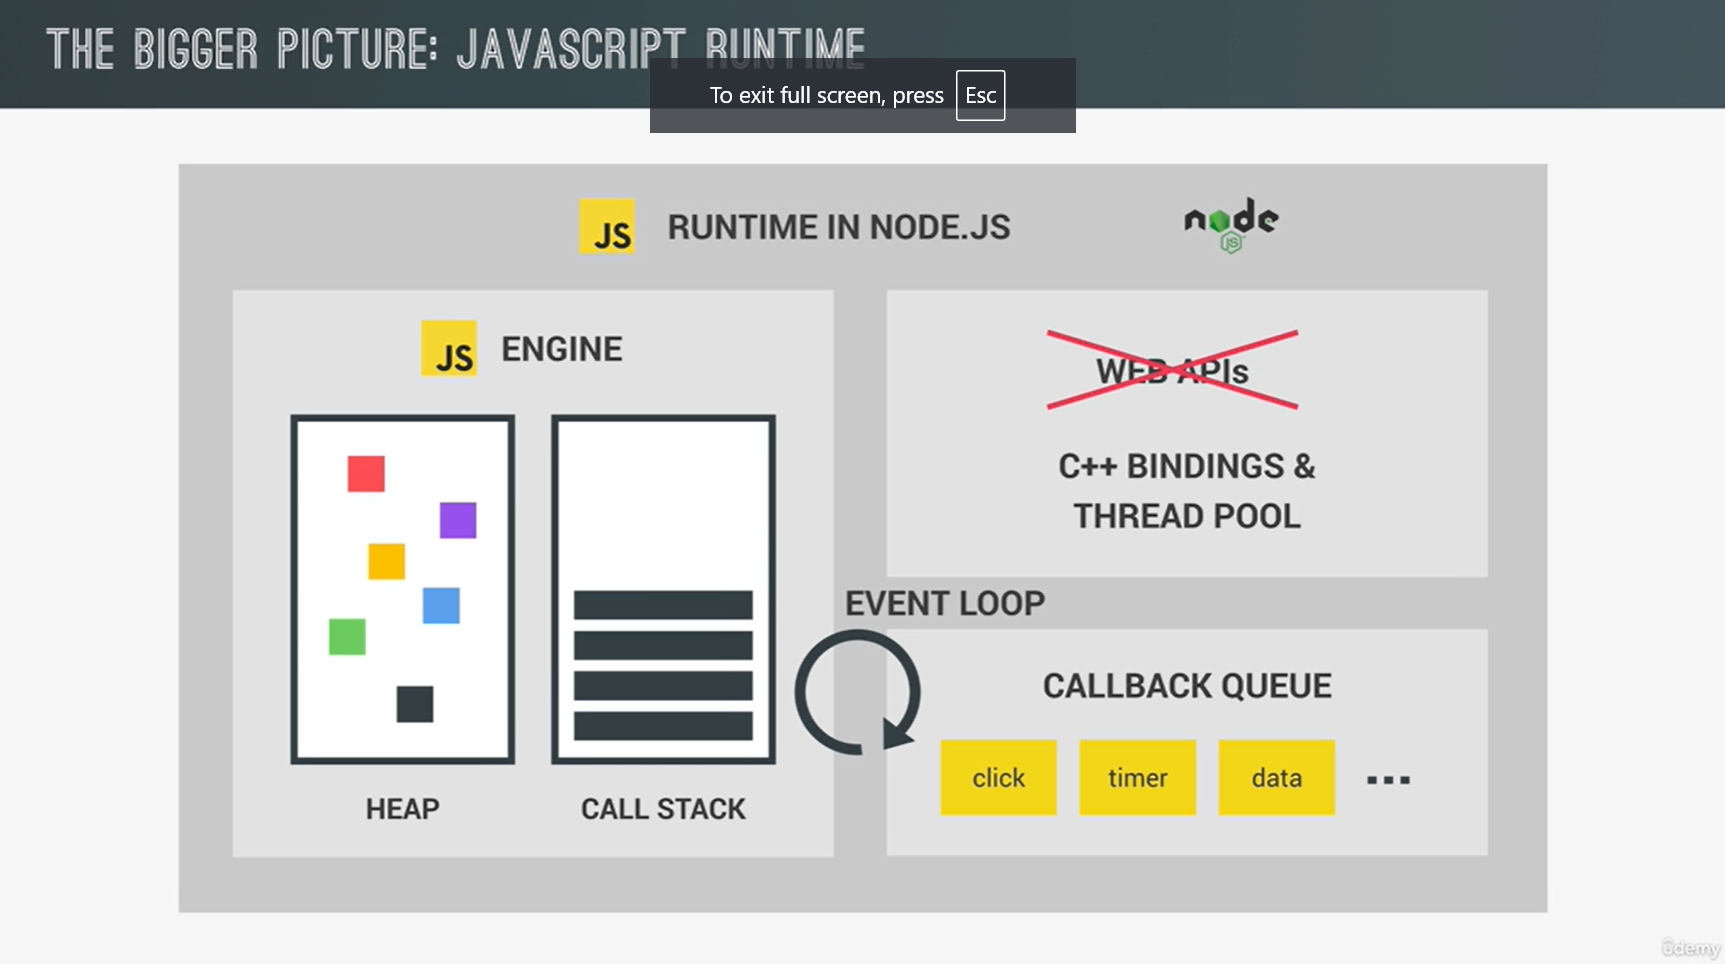 THE BIGGER PICTURE: JAVASCRIPT RUNTIME
To exit full screen, press Esc
JS RUNTIME IN NODE.JS
node
JS
JS ENGINE
WEB APIs
C++ BINDINGS &
THREAD POOL
EVENT LOOP
CALLBACK QUEUE
click timer data ...
HEAP CALL STACK
ûdemy